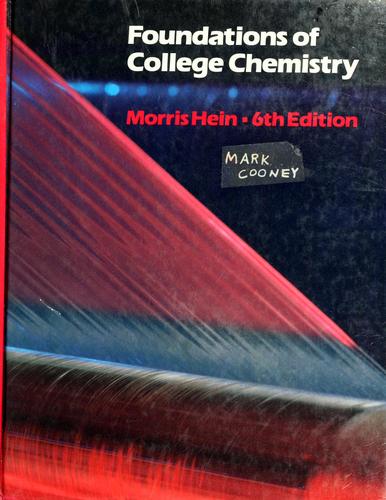 Foundations of
College Chemistry
Morris Hein ▪ 6th Edition
MARK
COONEY